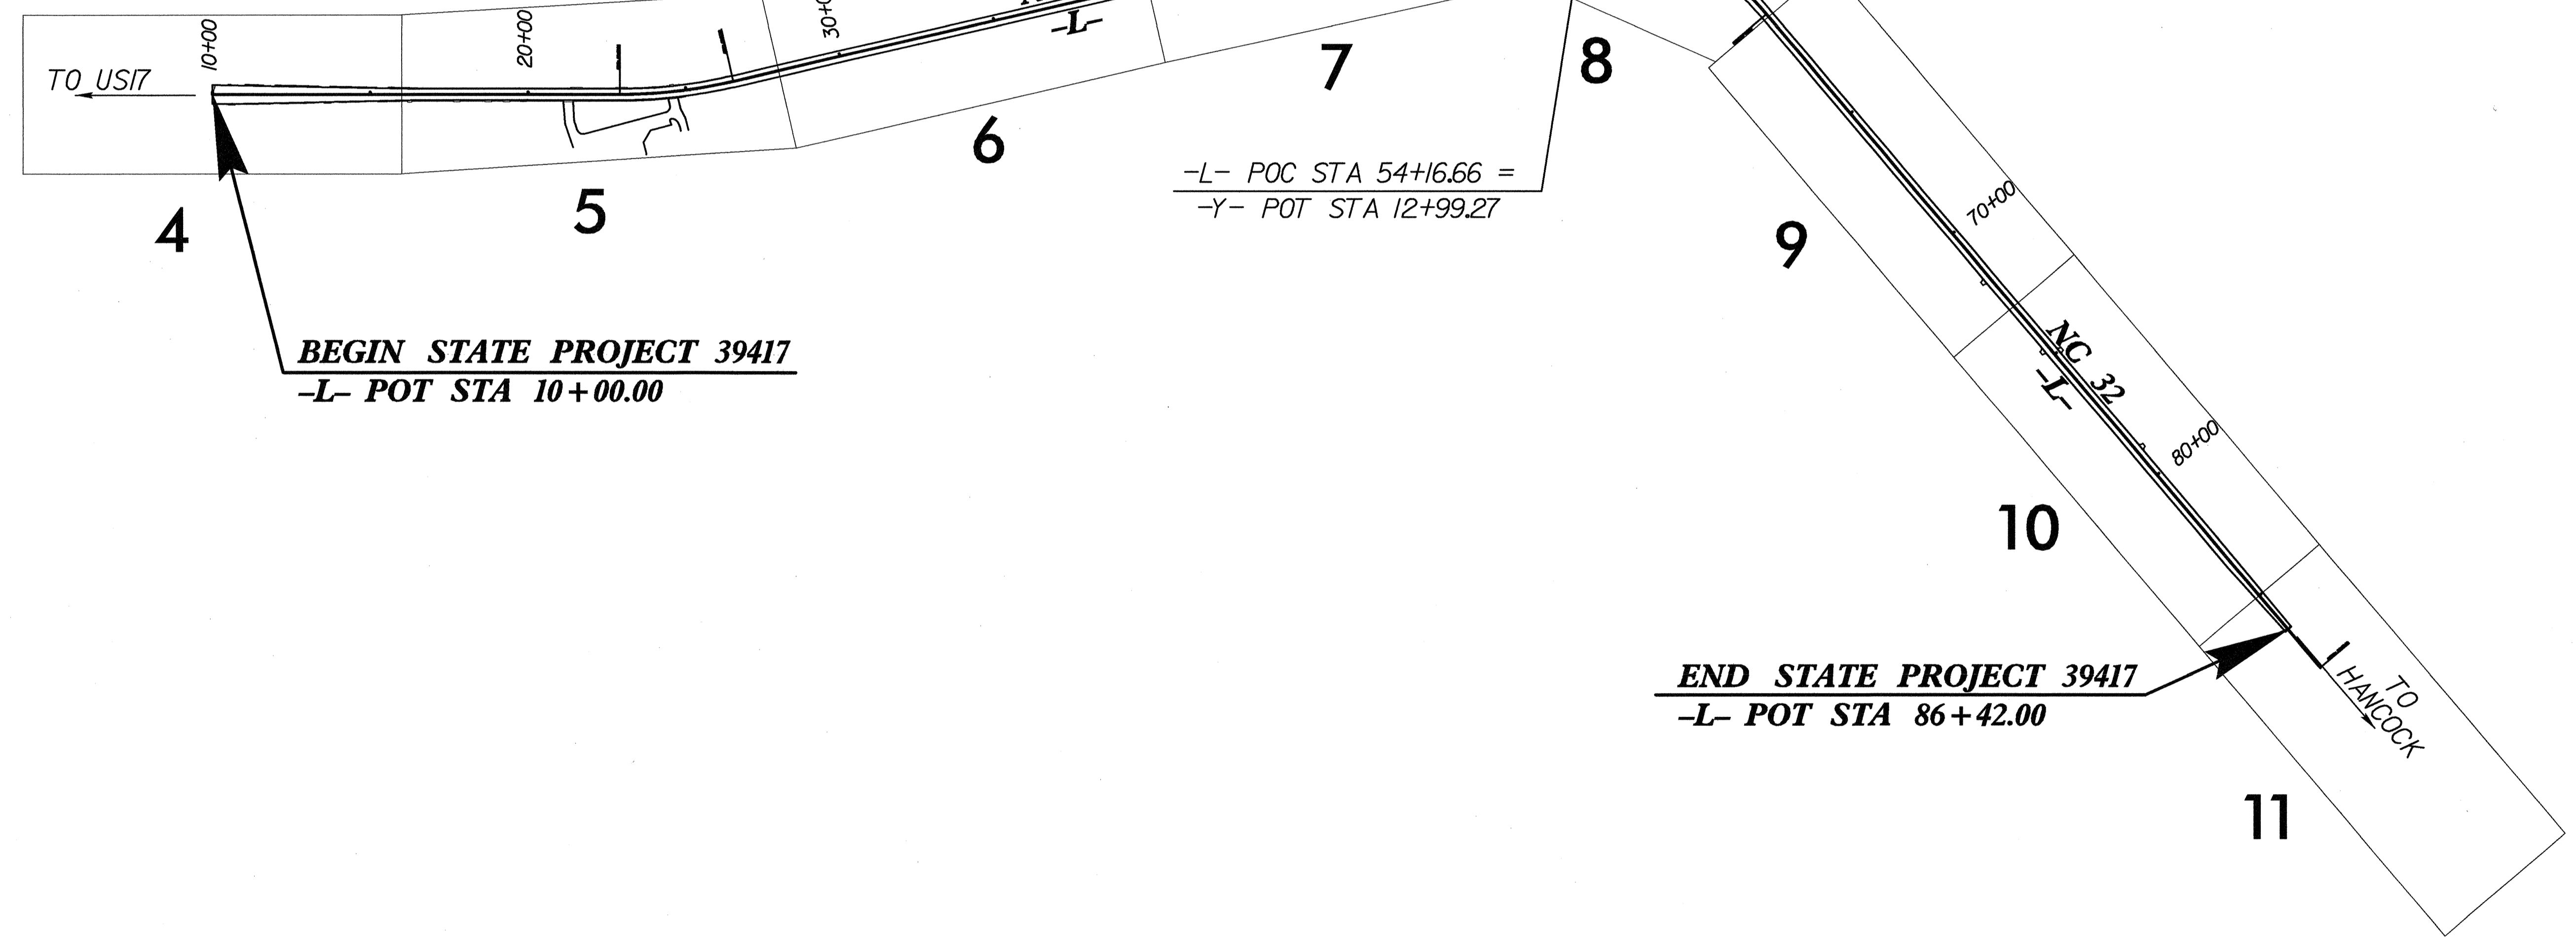 TO US17
10+00
20+00
-L-
4
5
6
7
8
-L- POC STA 54+16.66 =
-Y- POT STA 12+99.27
BEGIN STATE PROJECT 39417
-L- POT STA 10+00.00
9
70+00
NC 32
-L-
80+00
10
END STATE PROJECT 39417
-L- POT STA 86+42.00
TO
HANCOCK
11